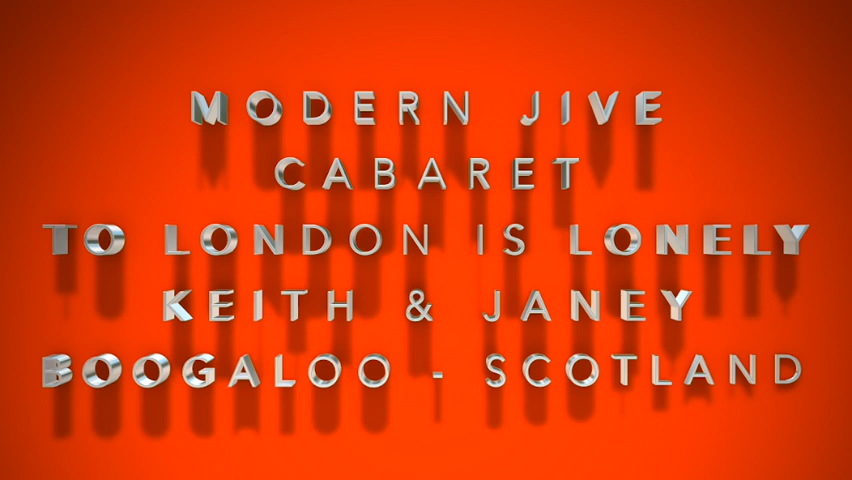 MODERN JIVE
CABARET
TO LONDON IS LONELY
KEITH & JANEY
BOOGALOO - SCOTLAND